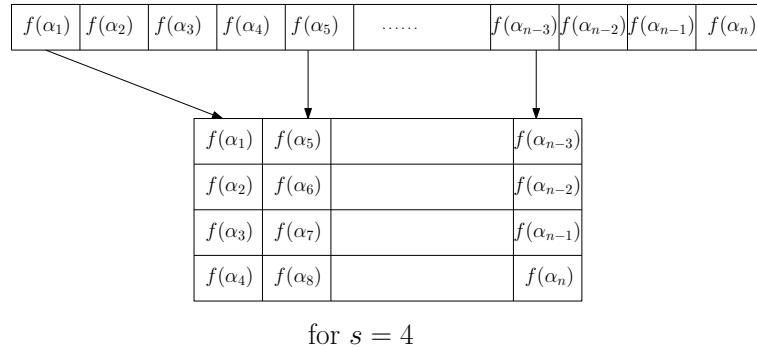 f(α₁) f(α₂) f(α₃) f(α₄) f(α₅) ...... f(αₙ₋₃) f(αₙ₋₂) f(αₙ₋₁) f(αₙ)
f(α₁) f(α₅) f(αₙ₋₃)
f(α₂) f(α₆) f(αₙ₋₂)
f(α₃) f(α₇) f(αₙ₋₁)
f(α₄) f(α₈) f(αₙ)
for s = 4